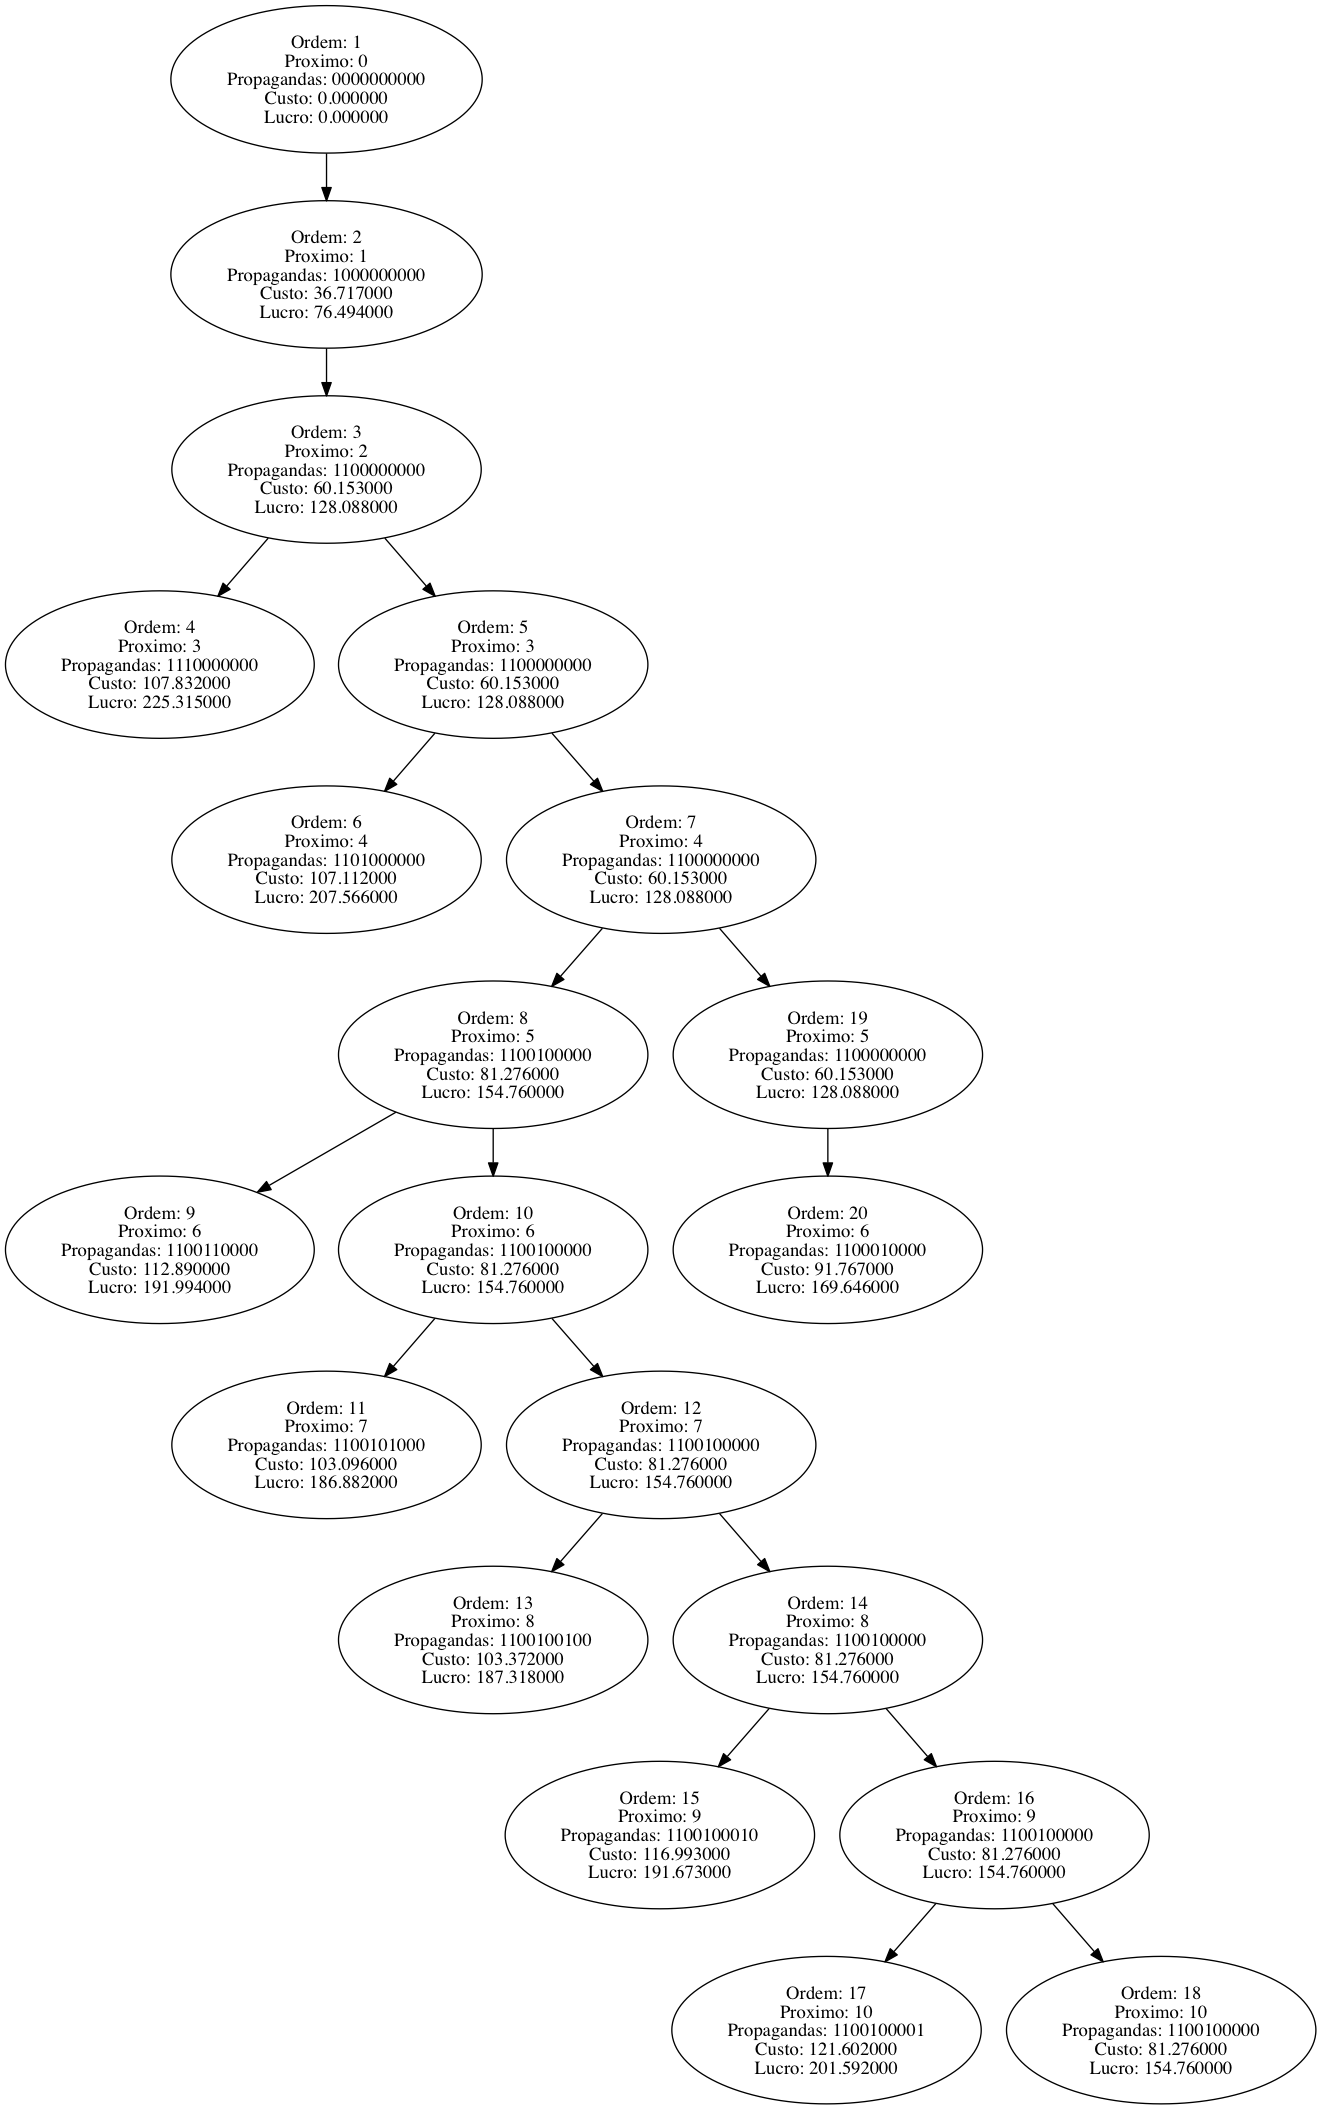 Ordem: 1
Proximo: 0
Propagandas: 0000000000
Custo: 0.000000
Lucro: 0.000000
Ordem: 2
Proximo: 1
Propagandas: 1000000000
Custo: 36.717000
Lucro: 76.494000
Ordem: 3
Proximo: 2
Propagandas: 1100000000
Custo: 60.153000
Lucro: 128.088000
Ordem: 4
Proximo: 3
Propagandas: 1110000000
Custo: 107.832000
Lucro: 225.315000
Ordem: 5
Proximo: 3
Propagandas: 1100000000
Custo: 60.153000
Lucro: 128.088000
Ordem: 6
Proximo: 4
Propagandas: 1101000000
Custo: 107.112000
Lucro: 207.566000
Ordem: 7
Proximo: 4
Propagandas: 1100000000
Custo: 60.153000
Lucro: 128.088000
Ordem: 8
Proximo: 5
Propagandas: 1100100000
Custo: 81.276000
Lucro: 154.760000
Ordem: 19
Proximo: 5
Propagandas: 1100000000
Custo: 60.153000
Lucro: 128.088000
Ordem: 9
Proximo: 6
Propagandas: 1100110000
Custo: 112.890000
Lucro: 191.994000
Ordem: 10
Proximo: 6
Propagandas: 1100100000
Custo: 81.276000
Lucro: 154.760000
Ordem: 20
Proximo: 6
Propagandas: 1100010000
Custo: 91.767000
Lucro: 169.646000
Ordem: 11
Proximo: 7
Propagandas: 1100101000
Custo: 103.096000
Lucro: 186.882000
Ordem: 12
Proximo: 7
Propagandas: 1100100000
Custo: 81.276000
Lucro: 154.760000
Ordem: 13
Proximo: 8
Propagandas: 1100100100
Custo: 103.372000
Lucro: 187.318000
Ordem: 14
Proximo: 8
Propagandas: 1100100000
Custo: 81.276000
Lucro: 154.760000
Ordem: 15
Proximo: 9
Propagandas: 1100100010
Custo: 116.993000
Lucro: 191.673000
Ordem: 16
Proximo: 9
Propagandas: 1100100000
Custo: 81.276000
Lucro: 154.760000
Ordem: 17
Proximo: 10
Propagandas: 1100100001
Custo: 121.602000
Lucro: 201.592000
Ordem: 18
Proximo: 10
Propagandas: 1100100000
Custo: 81.276000
Lucro: 154.760000